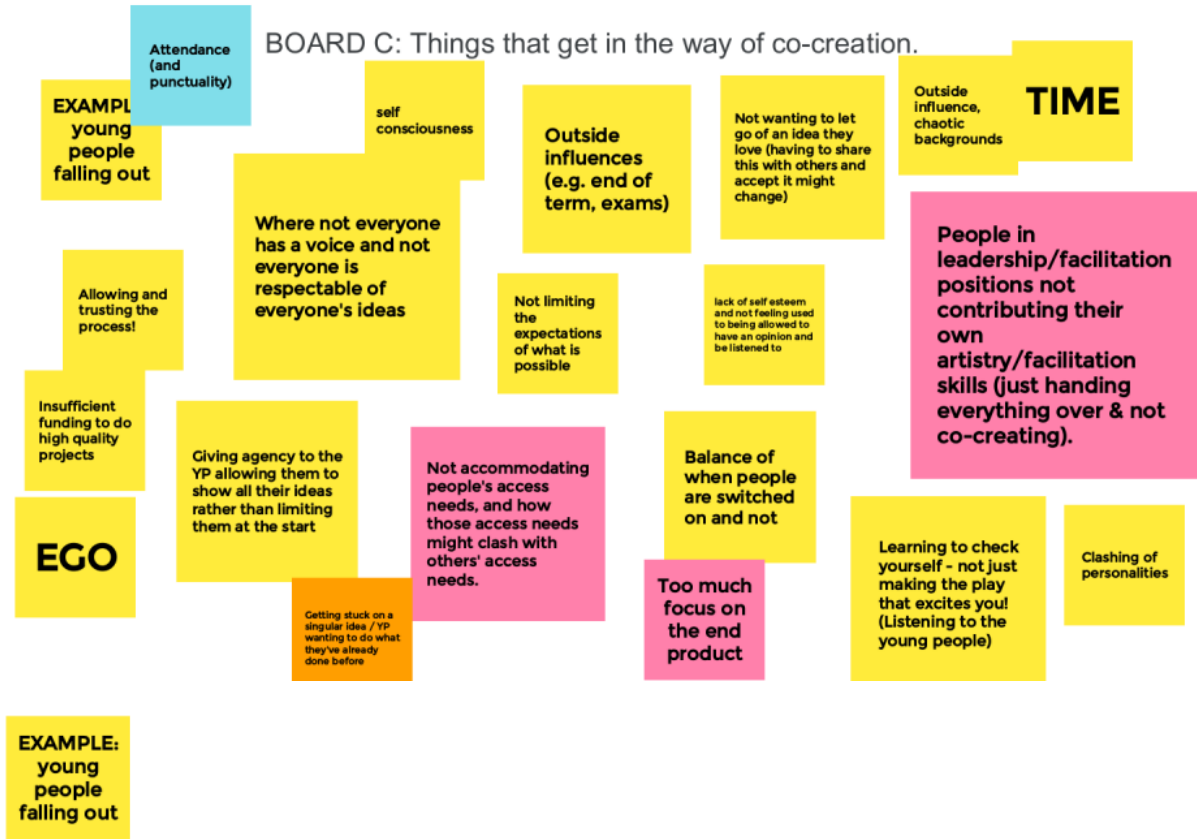 BOARD C: Things that get in the way of co-creation.
Attendance
(and
punctuality)
EXAMPL
young
people
falling out
self
consciousness
Where not everyone
has a voice and not
everyone is
respectable of
everyone's ideas
Outside
influences
(e.g. end of
term, exams)
Not wanting to let
go of an idea they
love (having to share
this with others and
accept it might
change)
Outside
influence,
chaotic
backgrounds
TIME
People in
leadership/facilitation
positions not
contributing their
own
artistry/facilitation
skills (just handing
everything over & not
co-creating).
Allowing and
trusting the
process!
Not limiting
the
expectations
of what is
possible
lack of self esteem
and not feeling used
to being allowed to
have an opinion and
be listened to
Insufficient
funding to do
high quality
projects
Giving agency to the
YP allowing them to
show all their ideas
rather than limiting
them at the start
Not accommodating
people's access
needs, and how
those access needs
might clash with
others' access
needs.
Balance of
when people
are switched
on and not
EGO
Getting stuck on a
singular idea / YP
wanting to do what
they've already
done before
Too much
focus on
the end
product
Learning to check
yourself - not just
making the play
that excites you!
(Listening to the
young people)
Clashing of
personalities
EXAMPLE:
young
people
falling out